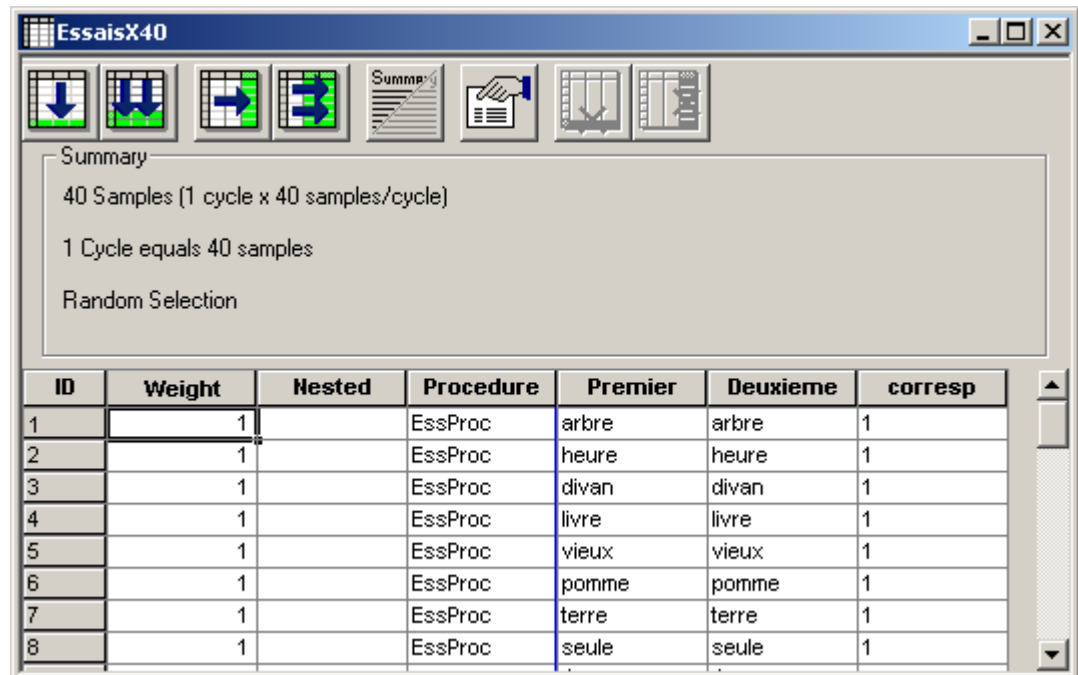 EssaisX40
Summary
Summary
40 Samples (1 cycle x 40 samples/cycle)
1 Cycle equals 40 samples
Random Selection
ID Weight Nested Procedure Premier Deuxieme corresp
1 1 EssProc arbre arbre 1
2 1 EssProc heure heure 1
3 1 EssProc divan divan 1
4 1 EssProc livre livre 1
5 1 EssProc vieux vieux 1
6 1 EssProc pomme pomme 1
7 1 EssProc terre terre 1
8 1 EssProc seule seule 1